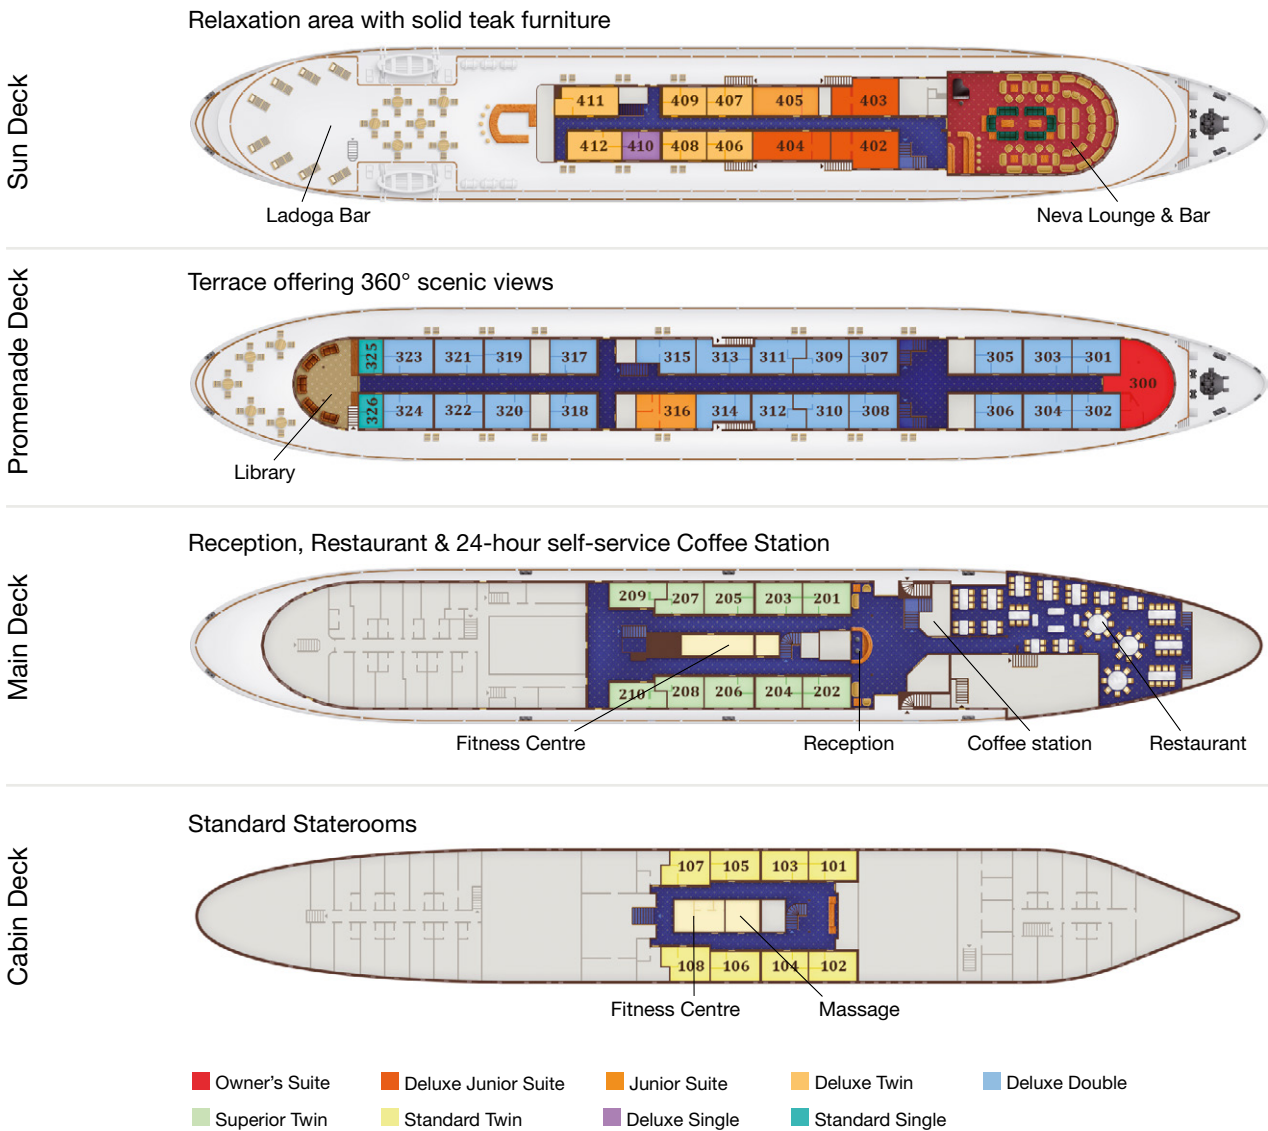 Relaxation area with solid teak furniture
Sun Deck
411 409 407 405 403
412 410 408 406 404 402
Ladoga Bar
Neva Lounge & Bar
Terrace offering 360° scenic views
Promenade Deck
325 323 321 319 317 315 313 311 309 307 305 303 301
300
326 324 322 320 318 316 314 312 310 308 306 304 302
Library
Reception, Restaurant & 24-hour self-service Coffee Station
Main Deck
209 207 205 203 201
210 208 206 204 202
Fitness Centre
Reception
Coffee station
Restaurant
Standard Staterooms
Cabin Deck
107 105 103 101
108 106 104 102
Fitness Centre
Massage
Owner's Suite
Deluxe Junior Suite
Junior Suite
Deluxe Twin
Deluxe Double
Superior Twin
Standard Twin
Deluxe Single
Standard Single